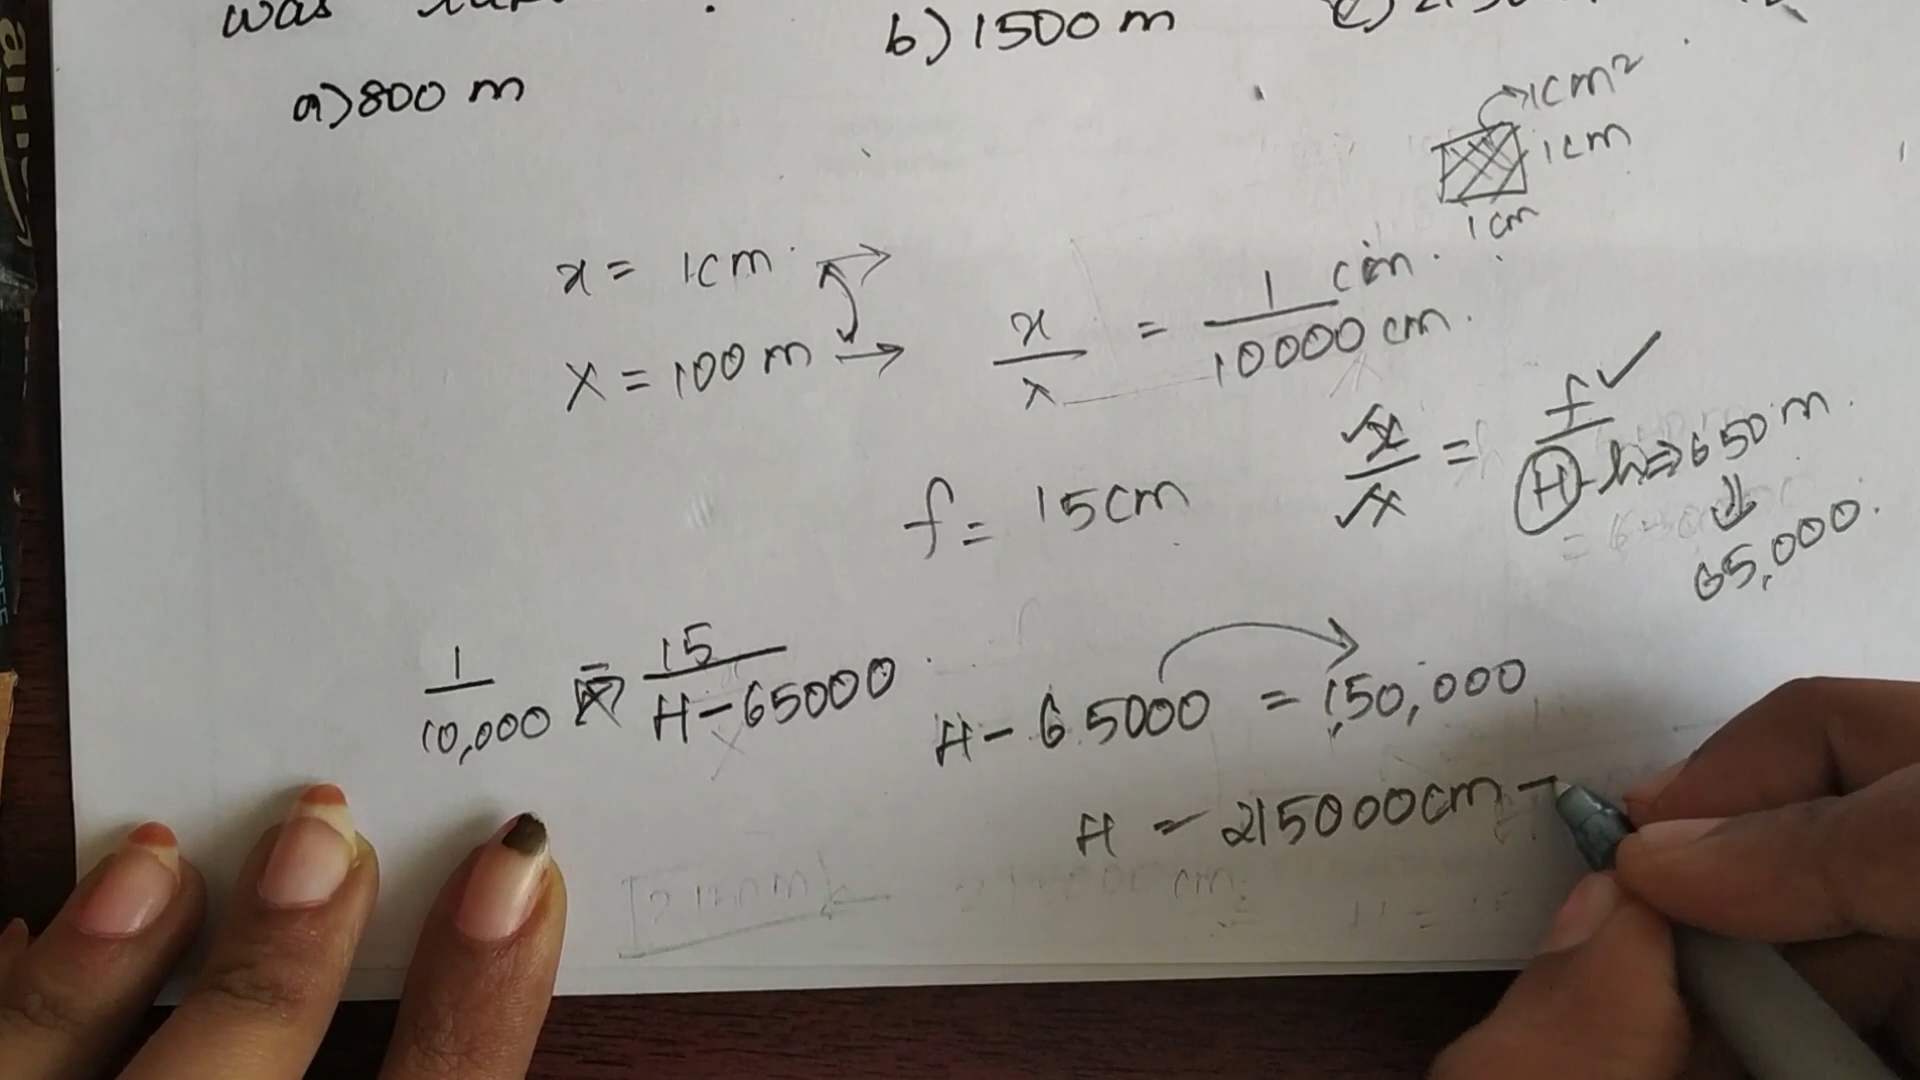 was
b) 1500 m
a) 800 m
1cm²
1cm
1cm
x = 1cm
X = 100 m
x/x = 1 cm/10000 cm.
x/x = f/H-h ⇒ 650 m.
65,000.
f = 15cm
1/10,000 = 15/H-65000
H - 65000 = 150,000
H = 215000cm -